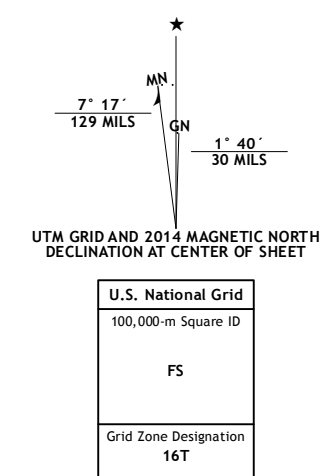 ★
MN
7° 17´
129 MILS
GN
1° 40´
30 MILS
UTM GRID AND 2014 MAGNETIC NORTH
DECLINATION AT CENTER OF SHEET
U.S. National Grid
100,000-m Square ID
FS
Grid Zone Designation
16T